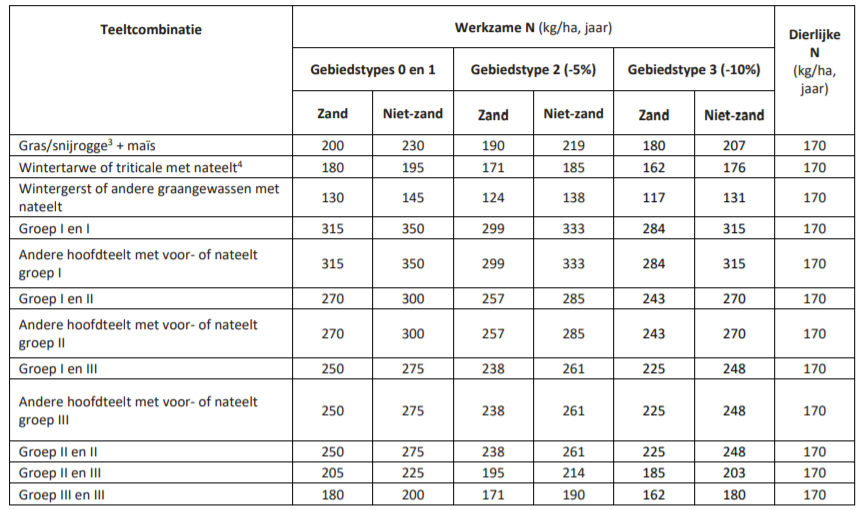 Teeltcombinatie Werkzame N (kg/ha, jaar) Dierlijke N (kg/ha, jaar)
Gebiedstypes 0 en 1 Gebiedstype 2 (-5%) Gebiedstype 3 (-10%)
Zand Niet-zand Zand Niet-zand Zand Niet-zand
Gras/snijrogge³ + maïs 200 230 190 219 180 207 170
Wintertarwe of triticale met nateelt⁴ 180 195 171 185 162 176 170
Wintergerst of andere graangewassen met
nateelt 130 145 124 138 117 131 170
Groep I en I 315 350 299 333 284 315 170
Andere hoofdteelt met voor- of nateelt
groep I 315 350 299 333 284 315 170
Groep I en II 270 300 257 285 243 270 170
Andere hoofdteelt met voor- of nateelt
groep II 270 300 257 285 243 270 170
Groep I en III 250 275 238 261 225 248 170
Andere hoofdteelt met voor- of nateelt
groep III 250 275 238 261 225 248 170
Groep II en II 250 275 238 261 225 248 170
Groep II en III 205 225 195 214 185 203 170
Groep III en III 180 200 171 190 162 180 170